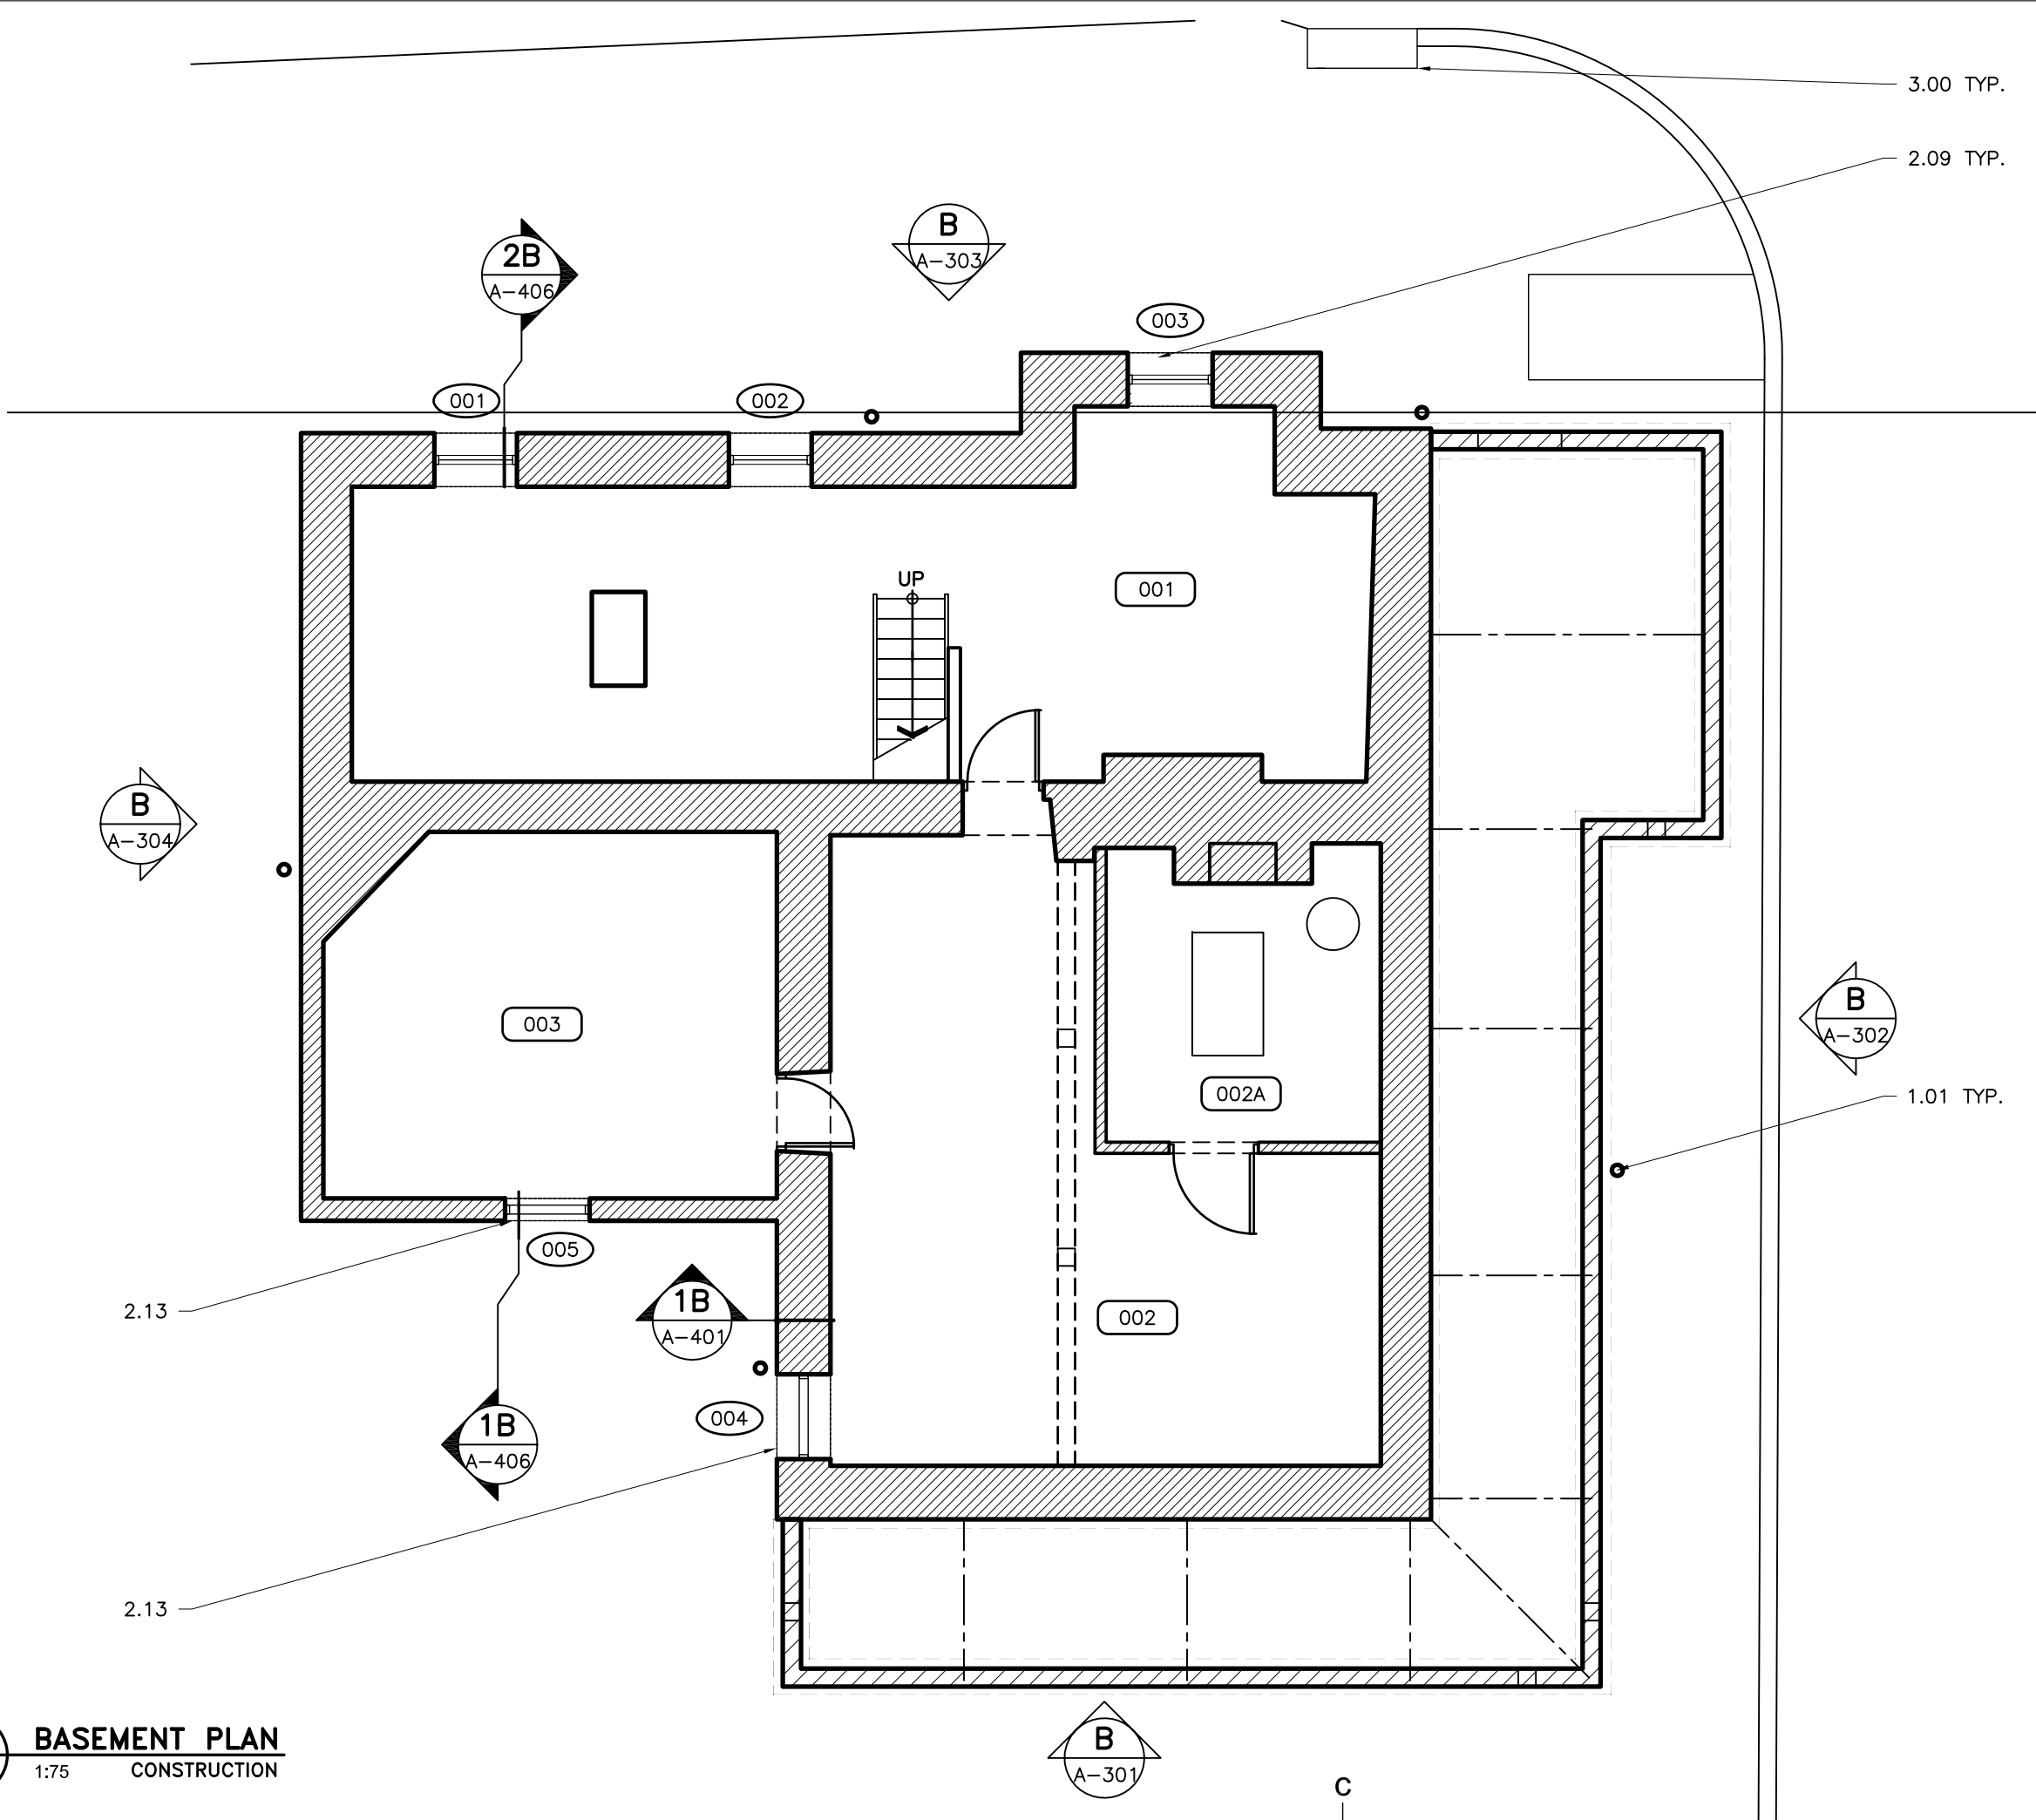 3.00 TYP.
2.09 TYP.
B
A-303
2B
A-406
003
001
002
UP
001
B
A-304
003
B
A-302
002A
1.01 TYP.
005
2.13
1B
A-401
002
004
1B
A-406
2.13
BASEMENT PLAN
1:75 CONSTRUCTION
B
A-301
C